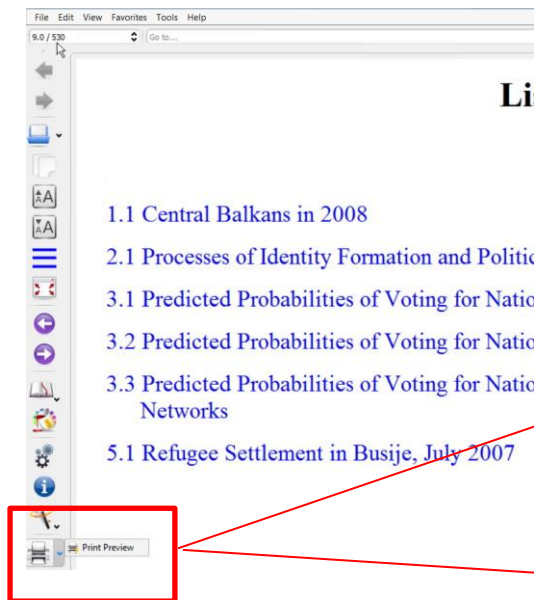 File Edit View Favorites Tools Help
9.0 / 530 Go to...
Lis
1.1 Central Balkans in 2008
2.1 Processes of Identity Formation and Politic
3.1 Predicted Probabilities of Voting for Natio
3.2 Predicted Probabilities of Voting for Natio
3.3 Predicted Probabilities of Voting for Natio
Networks
5.1 Refugee Settlement in Busije, July 2007
Print Preview